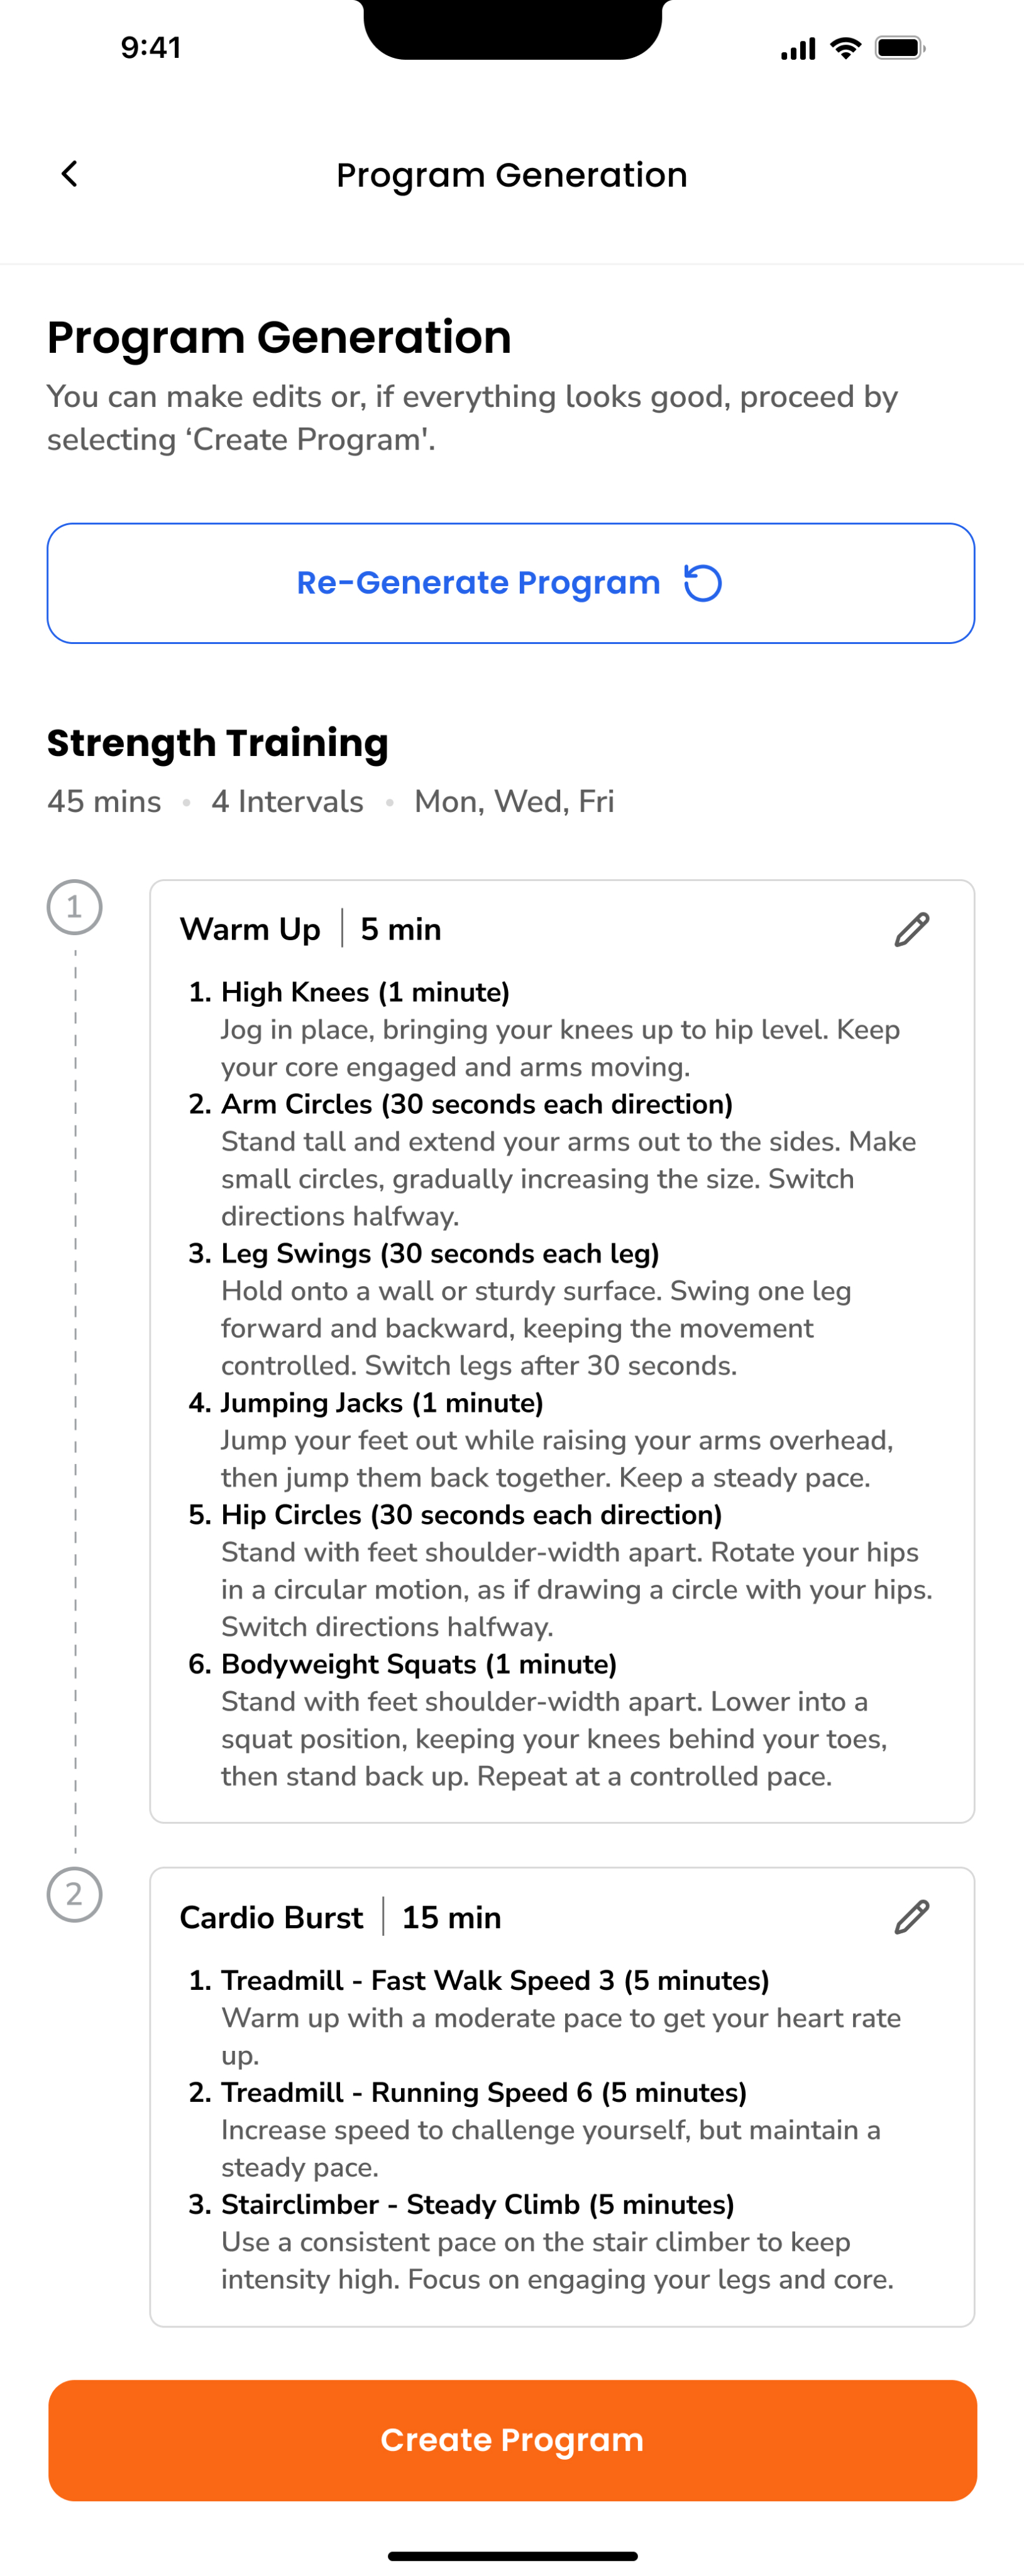 9:41
Program Generation
Program Generation
You can make edits or, if everything looks good, proceed by
selecting ‘Create Program'.
Re-Generate Program
Strength Training
45 mins • 4 Intervals • Mon, Wed, Fri
1
Warm Up | 5 min
1. High Knees (1 minute)
Jog in place, bringing your knees up to hip level. Keep
your core engaged and arms moving.
2. Arm Circles (30 seconds each direction)
Stand tall and extend your arms out to the sides. Make
small circles, gradually increasing the size. Switch
directions halfway.
3. Leg Swings (30 seconds each leg)
Hold onto a wall or sturdy surface. Swing one leg
forward and backward, keeping the movement
controlled. Switch legs after 30 seconds.
4. Jumping Jacks (1 minute)
Jump your feet out while raising your arms overhead,
then jump them back together. Keep a steady pace.
5. Hip Circles (30 seconds each direction)
Stand with feet shoulder-width apart. Rotate your hips
in a circular motion, as if drawing a circle with your hips.
Switch directions halfway.
6. Bodyweight Squats (1 minute)
Stand with feet shoulder-width apart. Lower into a
squat position, keeping your knees behind your toes,
then stand back up. Repeat at a controlled pace.
2
Cardio Burst | 15 min
1. Treadmill - Fast Walk Speed 3 (5 minutes)
Warm up with a moderate pace to get your heart rate
up.
2. Treadmill - Running Speed 6 (5 minutes)
Increase speed to challenge yourself, but maintain a
steady pace.
3. Stairclimber - Steady Climb (5 minutes)
Use a consistent pace on the stair climber to keep
intensity high. Focus on engaging your legs and core.
Create Program